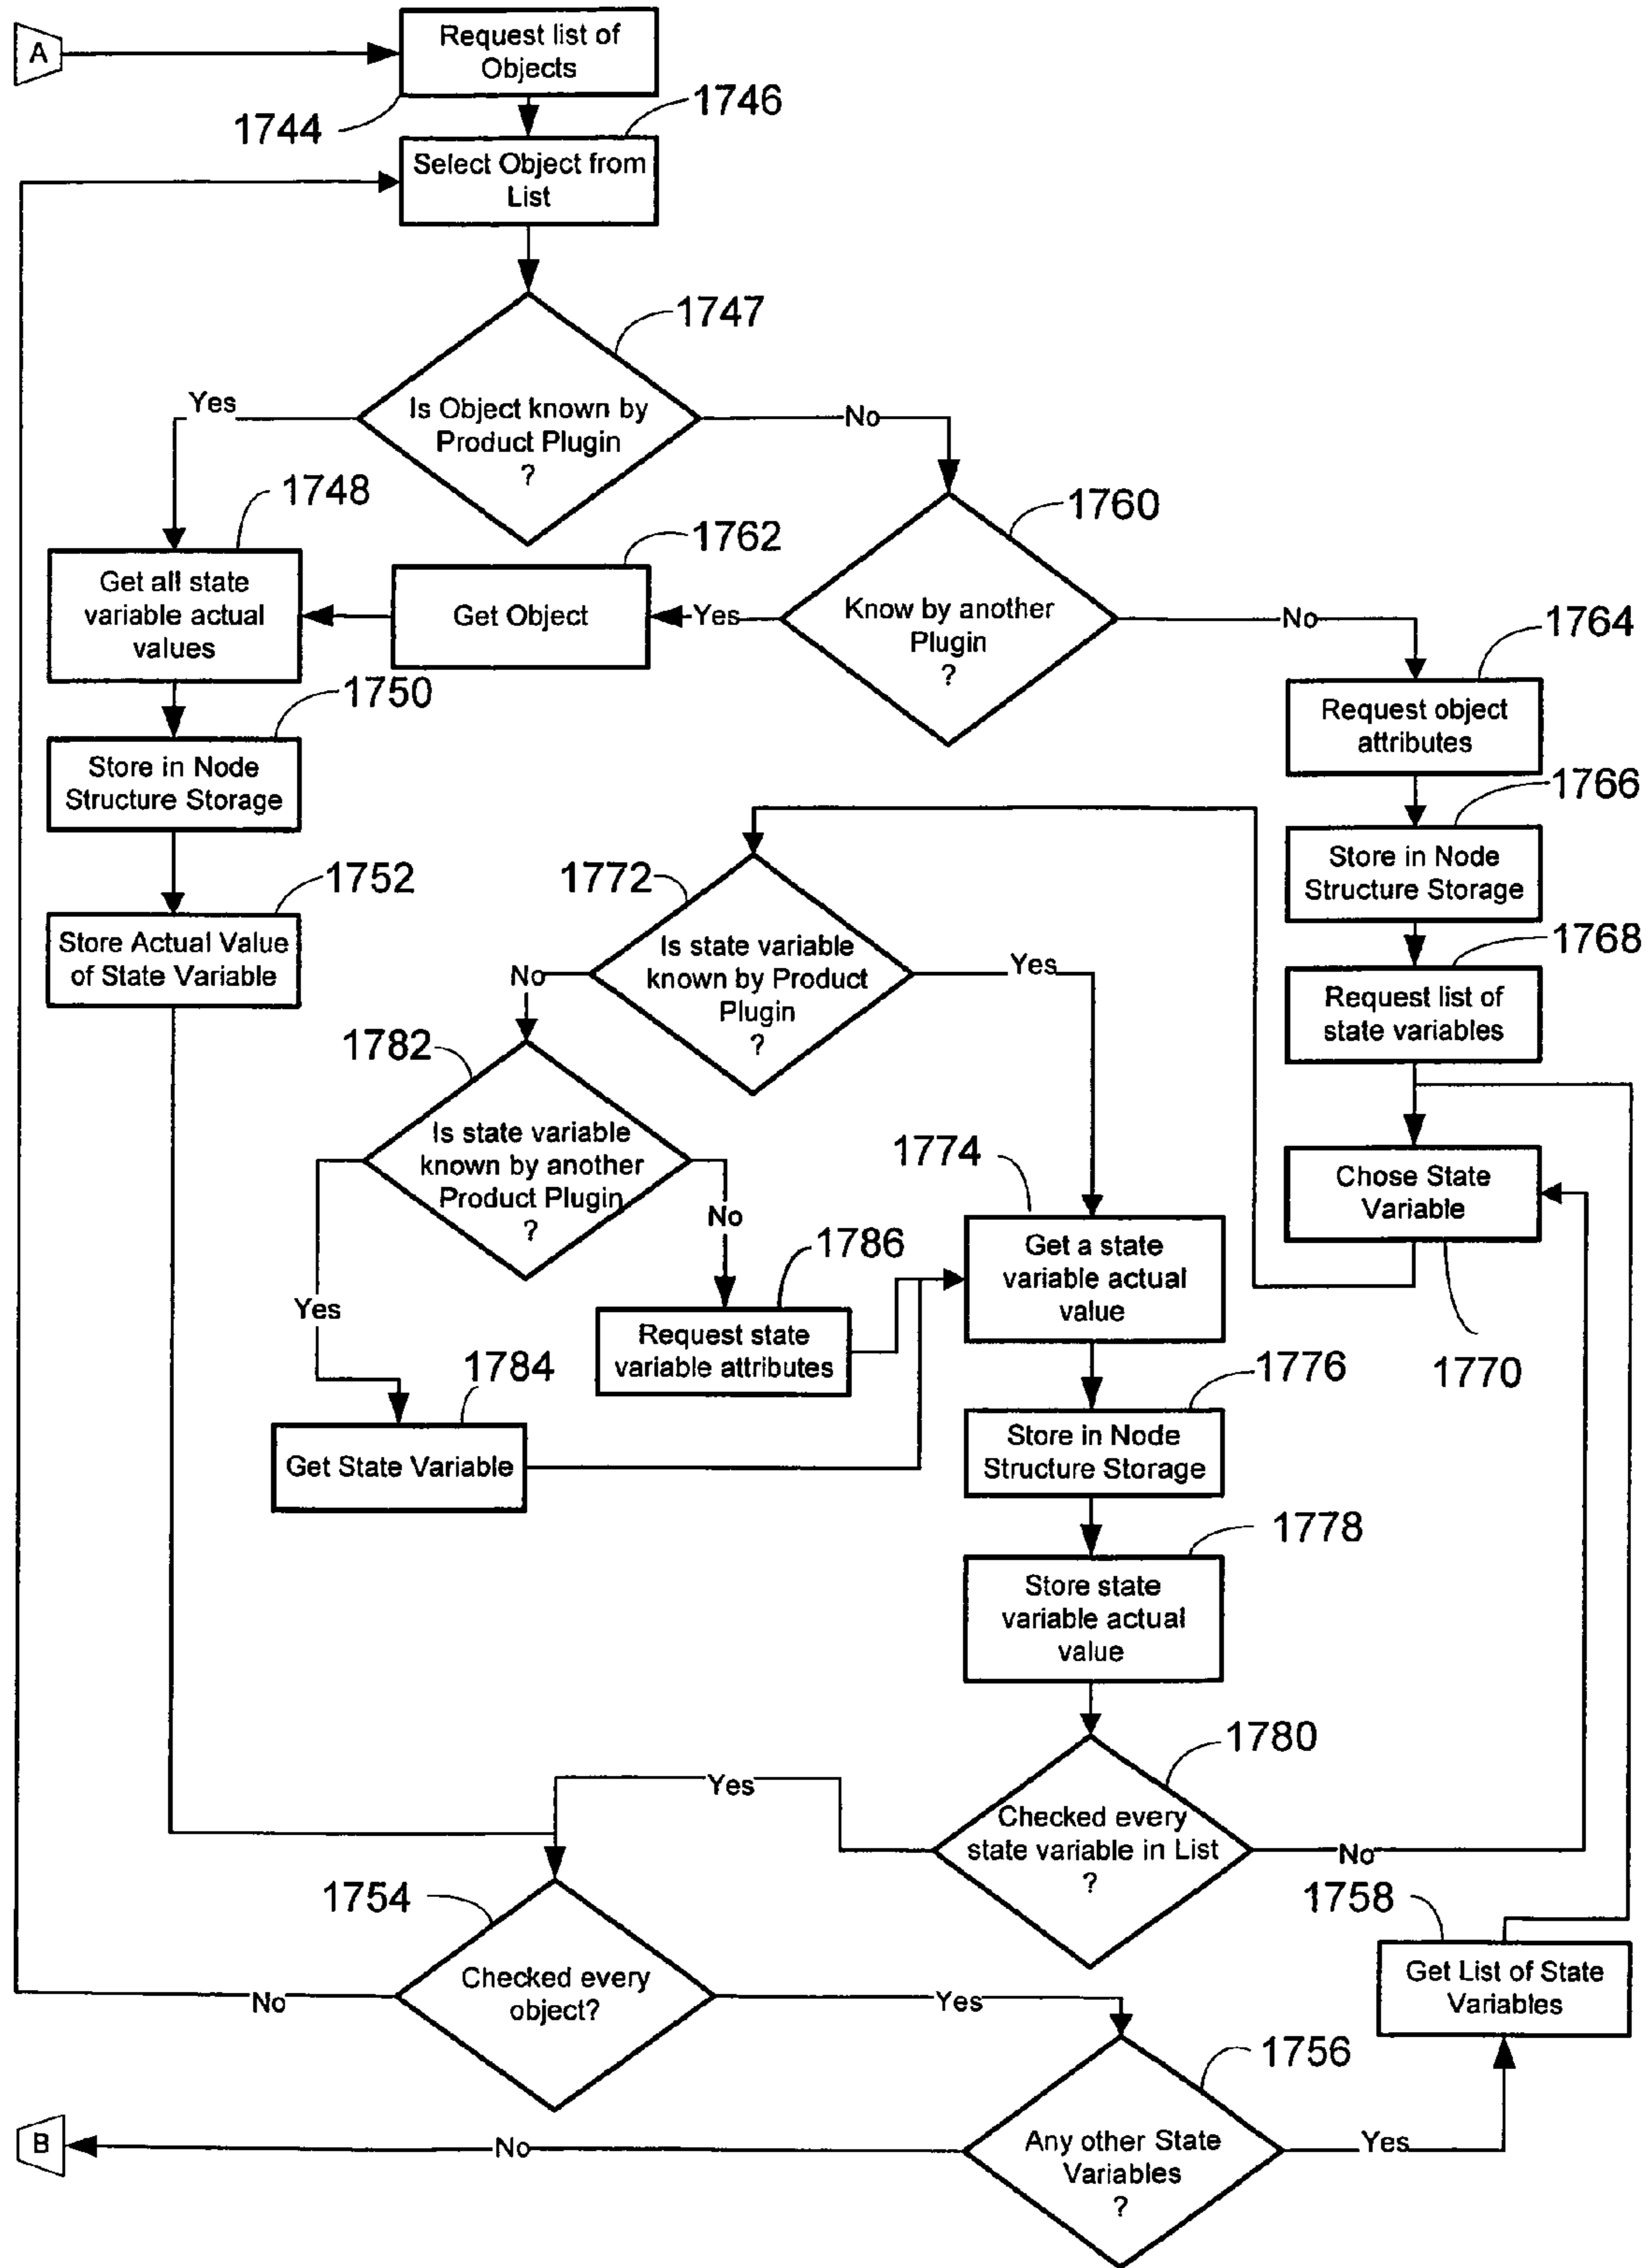 A
Request list of
Objects
1744
1746
Select Object from
List
1747
Is Object known by
Product Plugin
?
Yes
No
1748
Get all state
variable actual
values
1762
Get Object
Yes
1760
Know by another
Plugin
?
No
1764
Request object
attributes
1750
Store in Node
Structure Storage
1766
Store in Node
Structure Storage
1752
Store Actual Value
of State Variable
1768
Request list of
state variables
1772
Is state variable
known by Product
Plugin
?
No
Yes
1782
Is state variable
known by another
Product Plugin
?
Yes
No
1774
Get a state
variable actual
value
Chose State
Variable
1770
1786
Request state
variable attributes
1784
Get State Variable
1776
Store in Node
Structure Storage
1778
Store state
variable actual
value
1780
Checked every
state variable in List
?
Yes
No
1754
Checked every
object?
No
Yes
1758
Get List of State
Variables
1756
Any other State
Variables
?
Yes
No
B